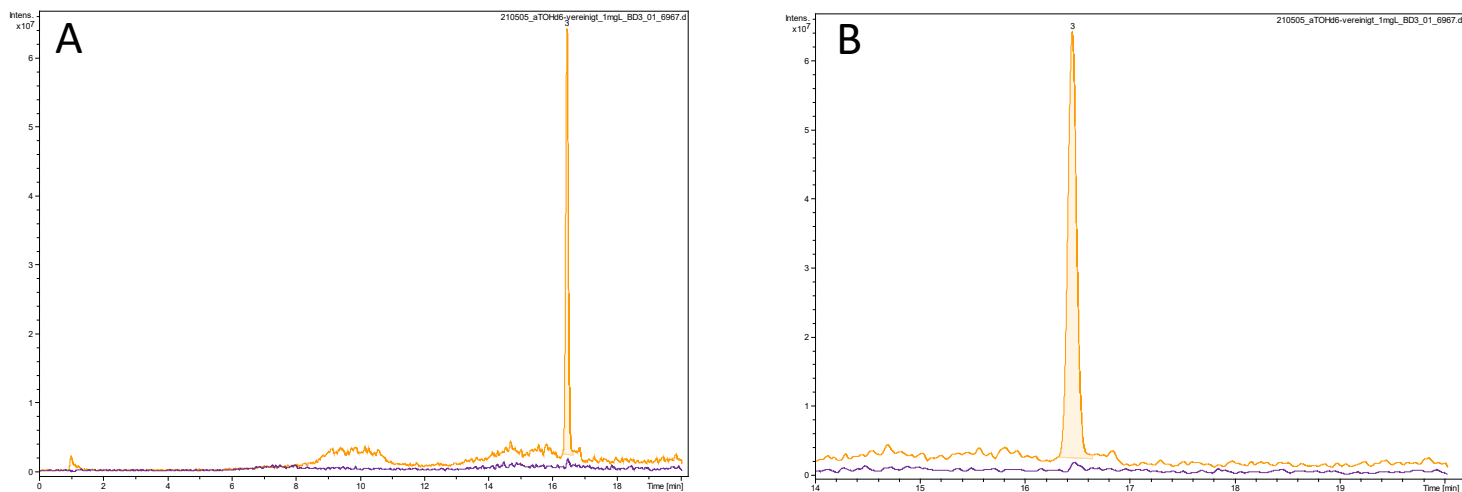 Intens.
x10⁷
210505_aTOHd6-vereinigt_1mgL_BD3_01_6967.d
A
3
6
5
4
3
2
1
0
0 2 4 6 8 10 12 14 16 18 Time [min]
Intens.
x10⁷
210505_aTOHd6-vereinigt_1mgL_BD3_01_6967.d
B
3
6
5
4
3
2
1
0
14 15 16 17 18 19 Time [min]